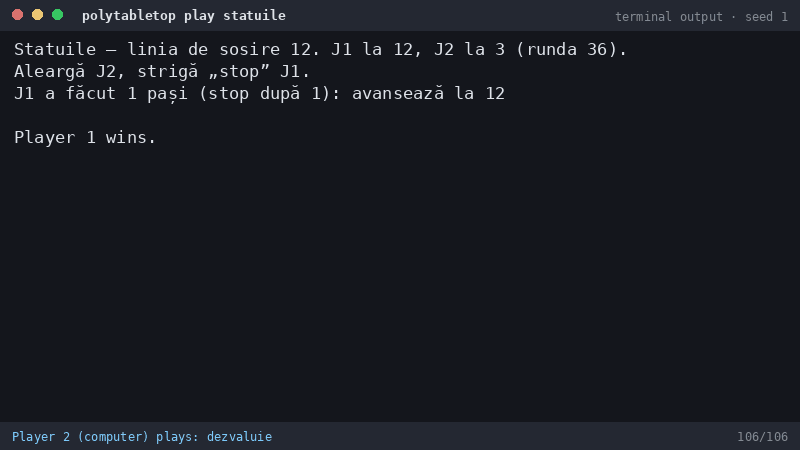 polytabletop play statuile
terminal output · seed 1
Statuile — linia de sosire 12. J1 la 12, J2 la 3 (runda 36).
Aleargă J2, strigă „stop” J1.
J1 a făcut 1 pași (stop după 1): avansează la 12
Player 1 wins.
Player 2 (computer) plays: dezvaluie
106/106